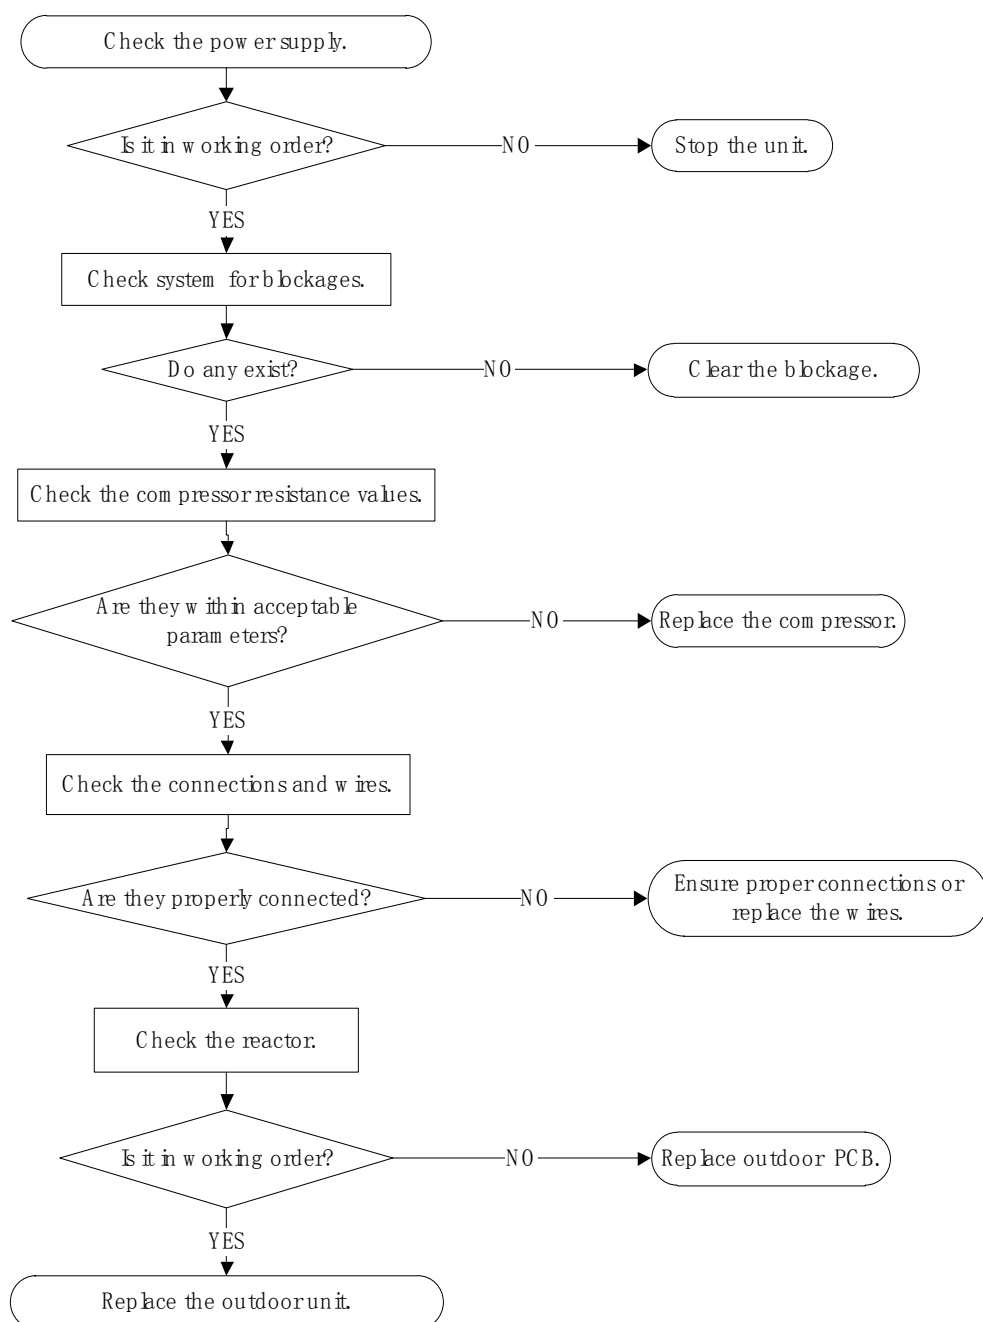 Check the power supply.
Is it in working order?
NO
Stop the unit.
YES
Check system for blockages.
Do any exist?
NO
Clear the blockage.
YES
Check the compressor resistance values.
Are they within acceptable
parameters?
NO
Replace the compressor.
YES
Check the connections and wires.
Are they properly connected?
NO
Ensure proper connections or
replace the wires.
YES
Check the reactor.
Is it in working order?
NO
Replace outdoor PCB.
YES
Replace the outdoor unit.